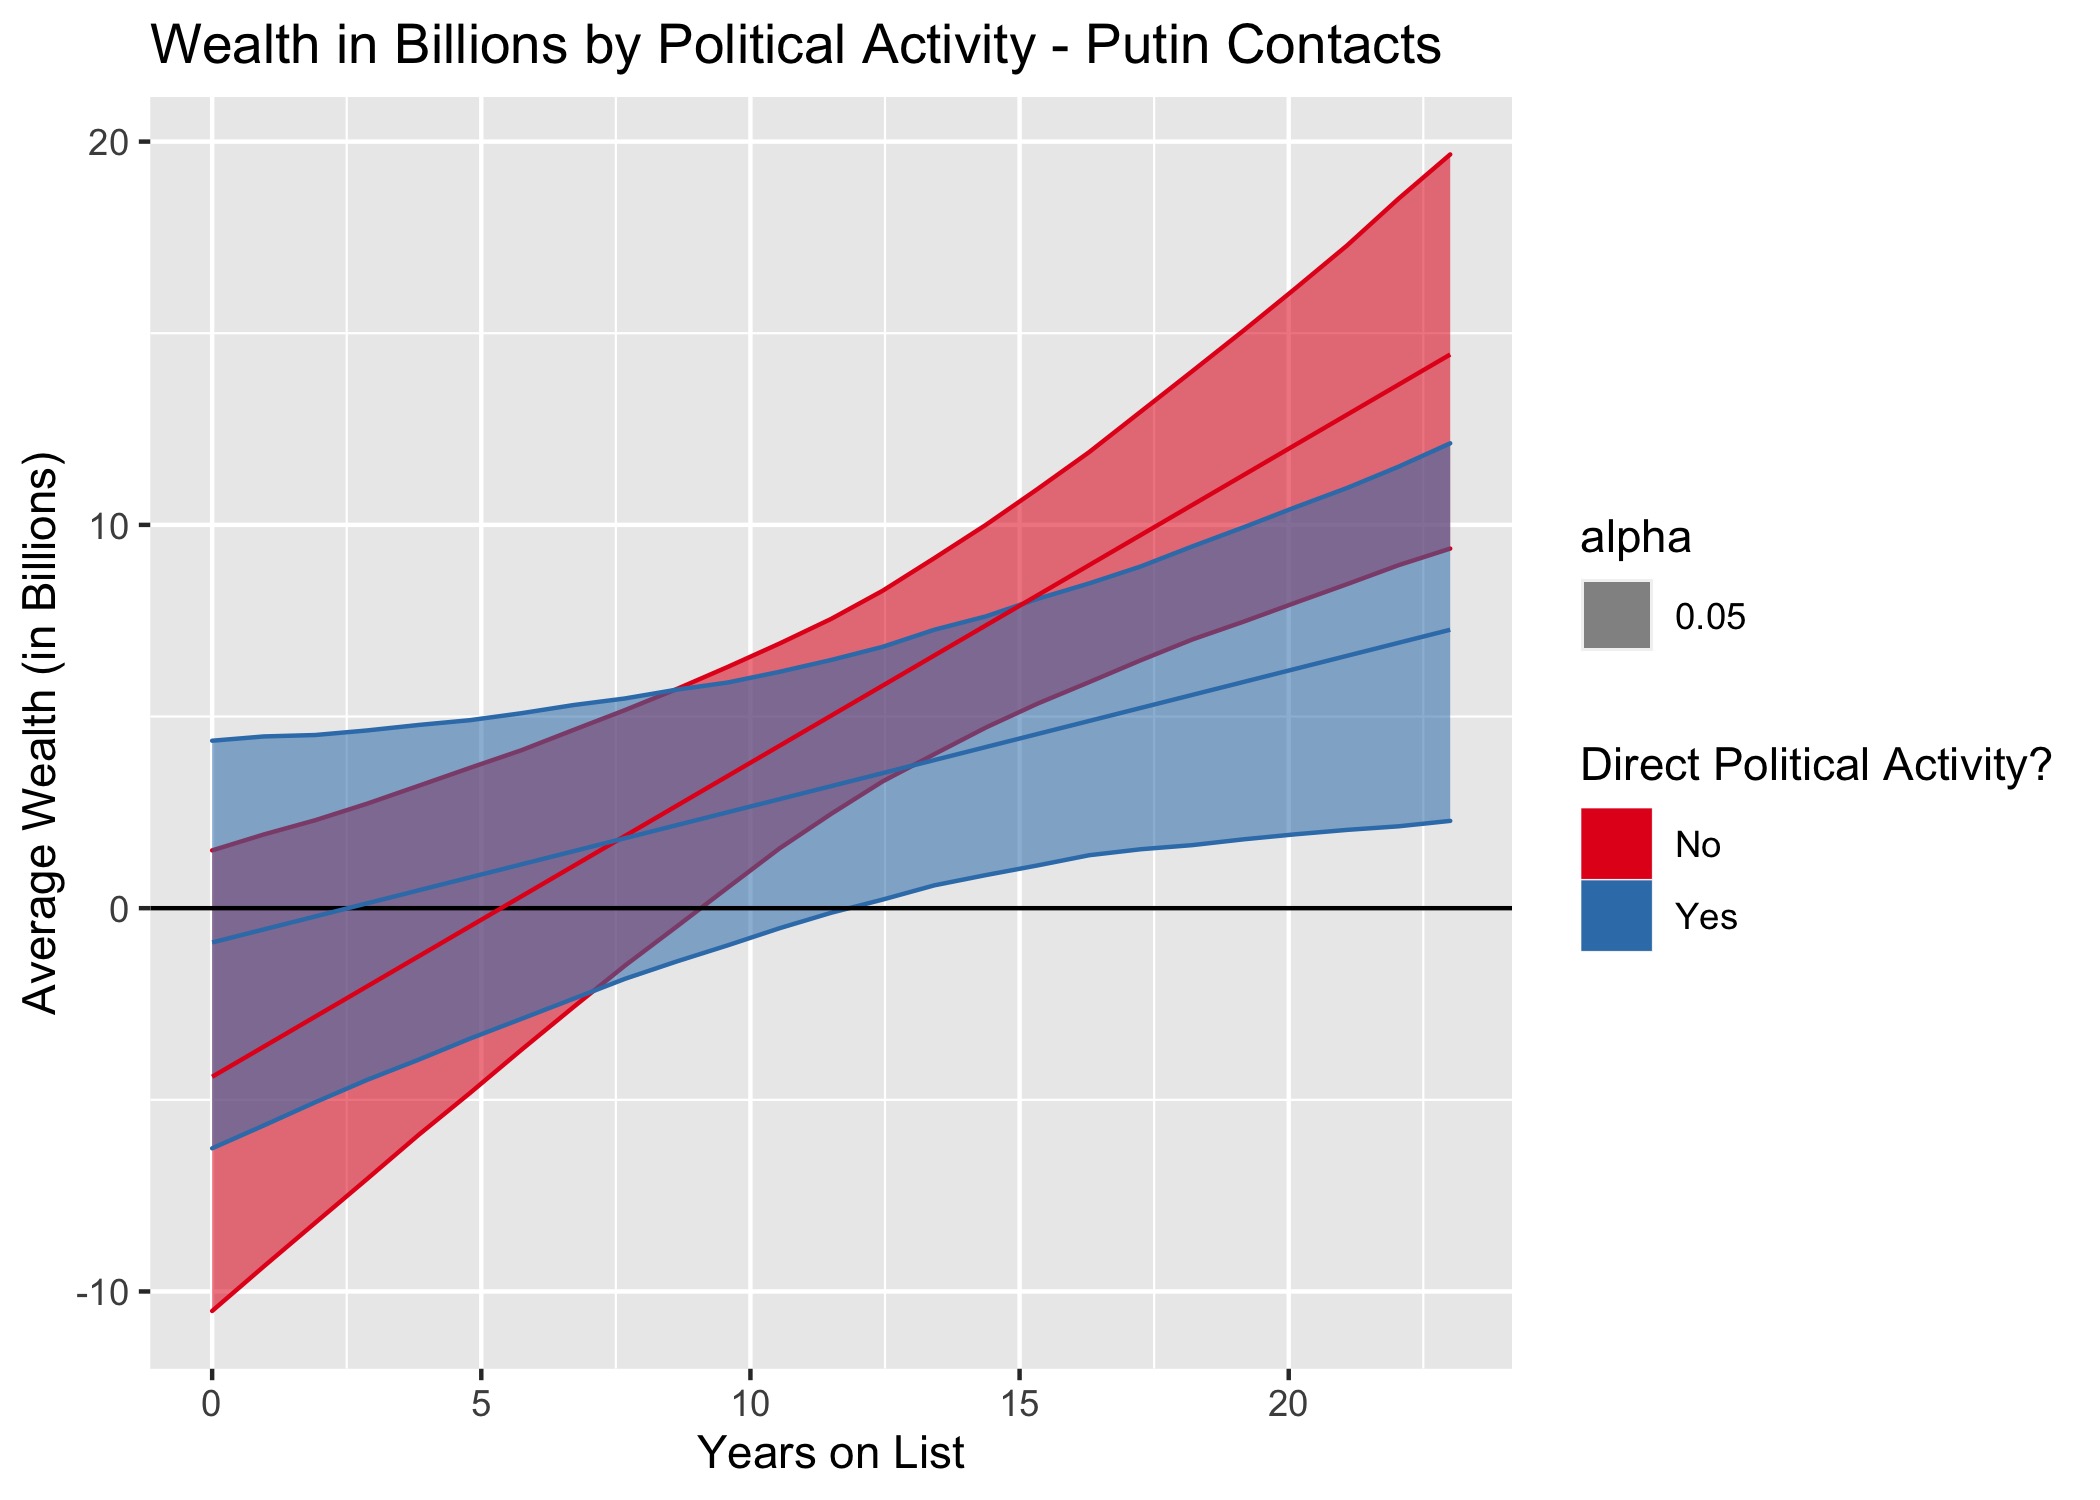 Wealth in Billions by Political Activity - Putin Contacts
Average Wealth (in Billions)
20
10
0
-10
0 5 10 15 20
Years on List
alpha
0.05
Direct Political Activity?
No
Yes